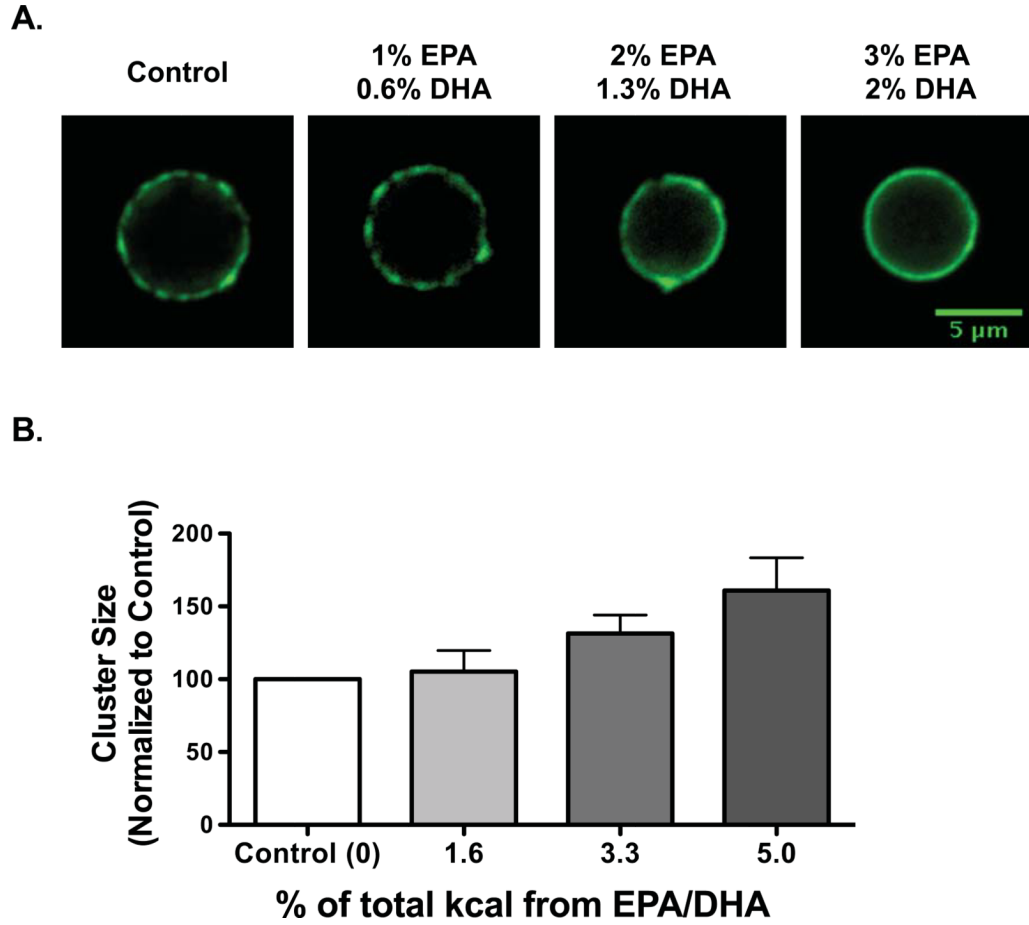 A.
Control
1% EPA
0.6% DHA
2% EPA
1.3% DHA
3% EPA
2% DHA
5 µm
B.
Cluster Size
(Normalized to Control)
200
150
100
50
0
Control (0)
1.6
3.3
5.0
% of total kcal from EPA/DHA